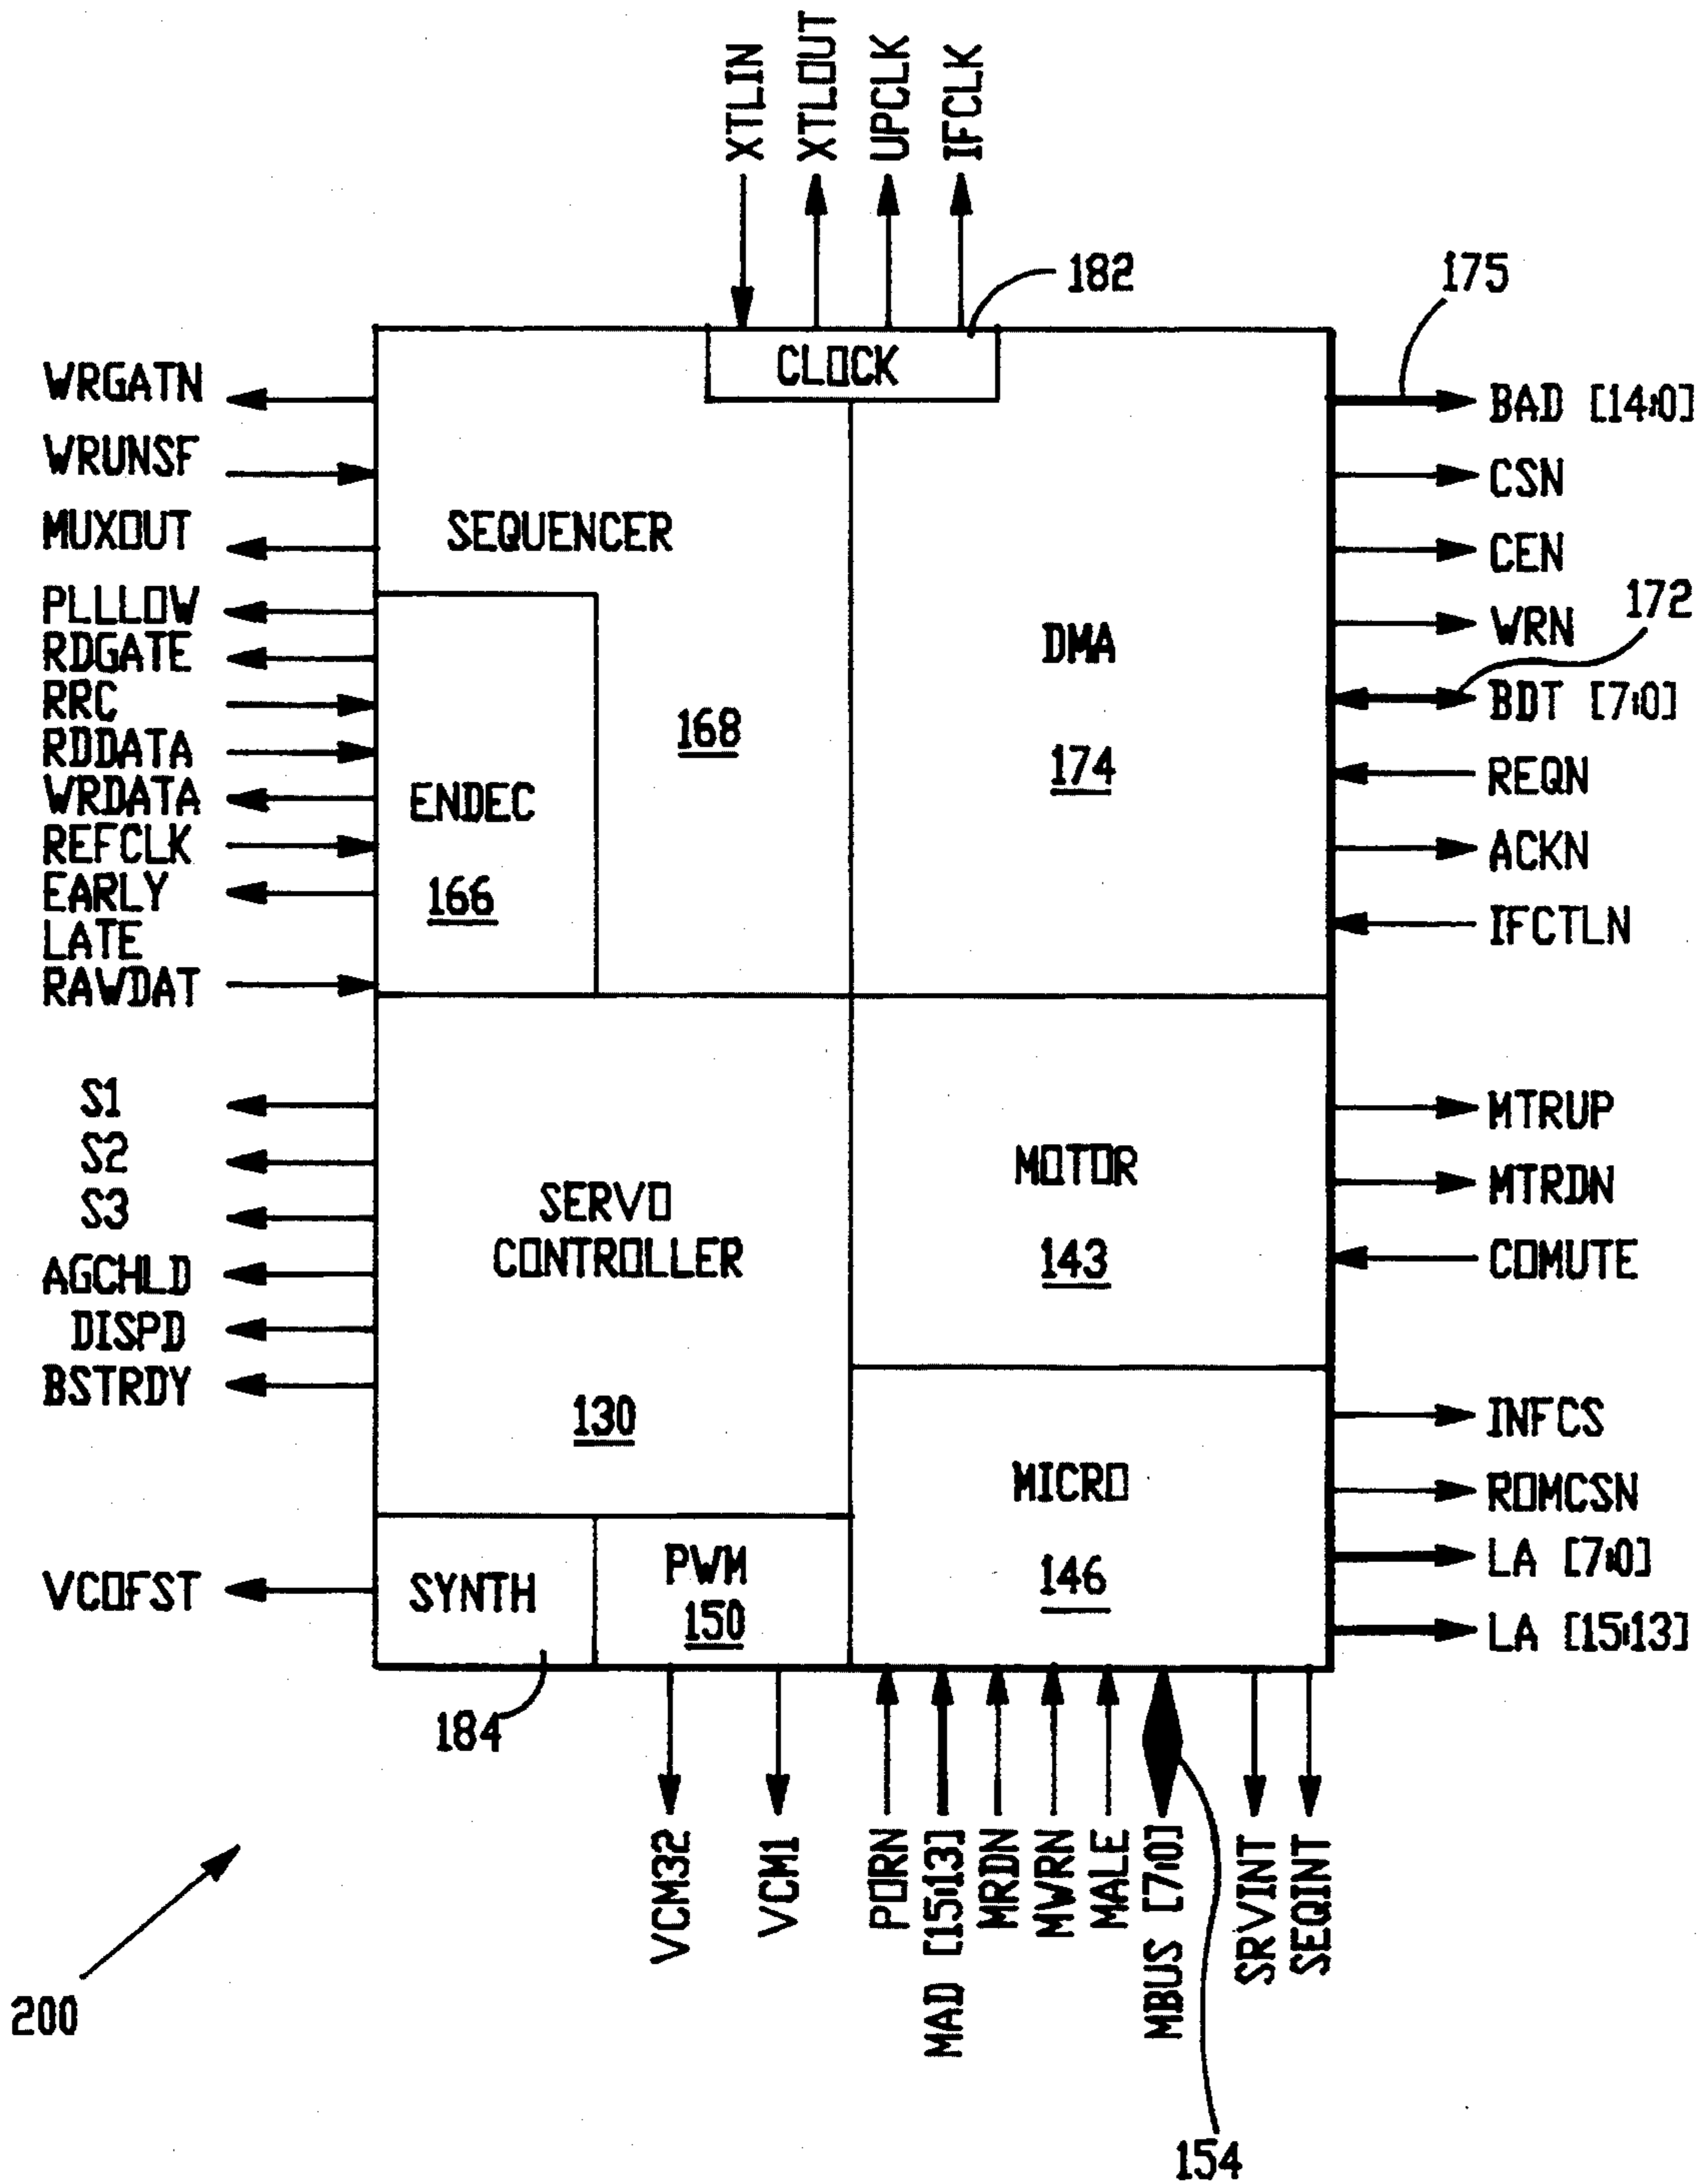 XTLIN
XTLOUT
UPCLK
IFCLK
182
175
CLOCK
WRGATN
WRUNSF
MUXOUT
PLLLOW
RDGATE
RRC
RDDATA
WRDATA
REFCLK
EARLY
LATE
RAWDAT
SEQUENCER
168
ENDEC
166
DMA
174
BAD [14:0]
CSN
CEN
WRN
172
BDT [7:0]
REQN
ACKN
IFCTLN
S1
S2
S3
AGCHLD
DISPD
BSTRDY
SERVO
CONTROLLER
130
MOTOR
143
MTRUP
MTRDN
COMUTE
MICRO
146
INFCS
ROMCSN
LA [7:0]
LA [15:13]
VCOFST
SYNTH
PWM
150
184
VCM32
VCM1
PORN
MAD [15:13]
MRDN
MWRN
MALE
MBUS [7:0]
SRVINT
SEQINT
200
154